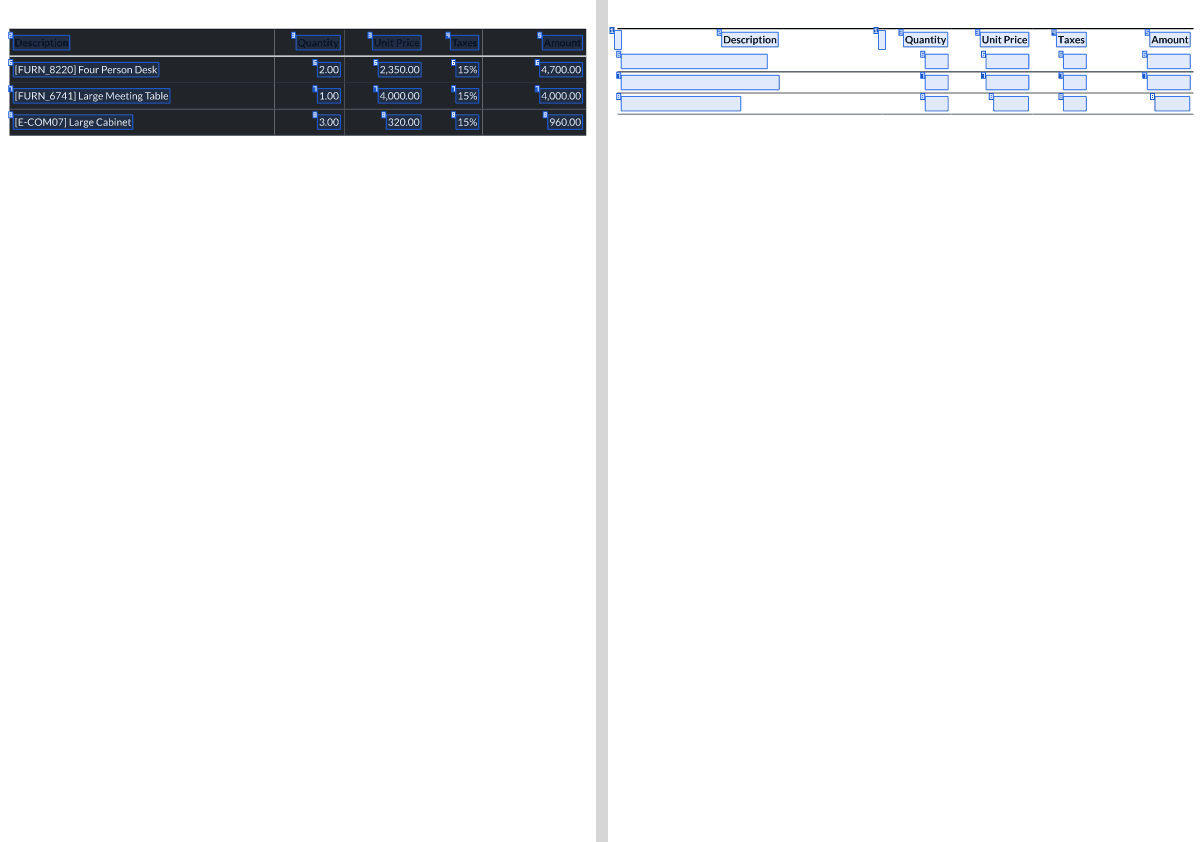 Description Quantity Unit Price Taxes Amount
[FURN_8220] Four Person Desk 2.00 2,350.00 15% 4,700.00
[FURN_6741] Large Meeting Table 1.00 4,000.00 15% 4,000.00
[E-COM07] Large Cabinet 3.00 320.00 15% 960.00
Description Quantity Unit Price Taxes Amount